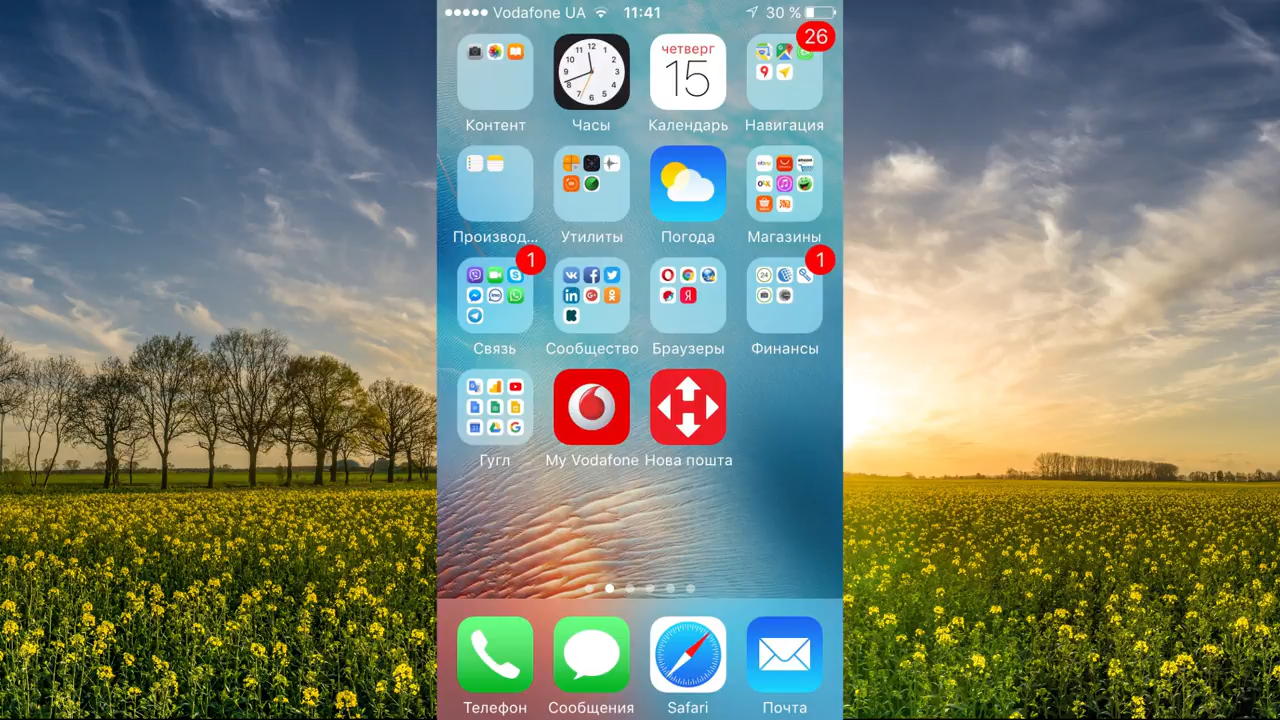 Vodafone UA 11:41 30 %
26
четверг
15
Контент Часы Календарь Навигация
Производ... Утилиты Погода Магазины
1 1
Связь Сообщество Браузеры Финансы
Гугл My Vodafone Нова пошта
Телефон Сообщения Safari Почта